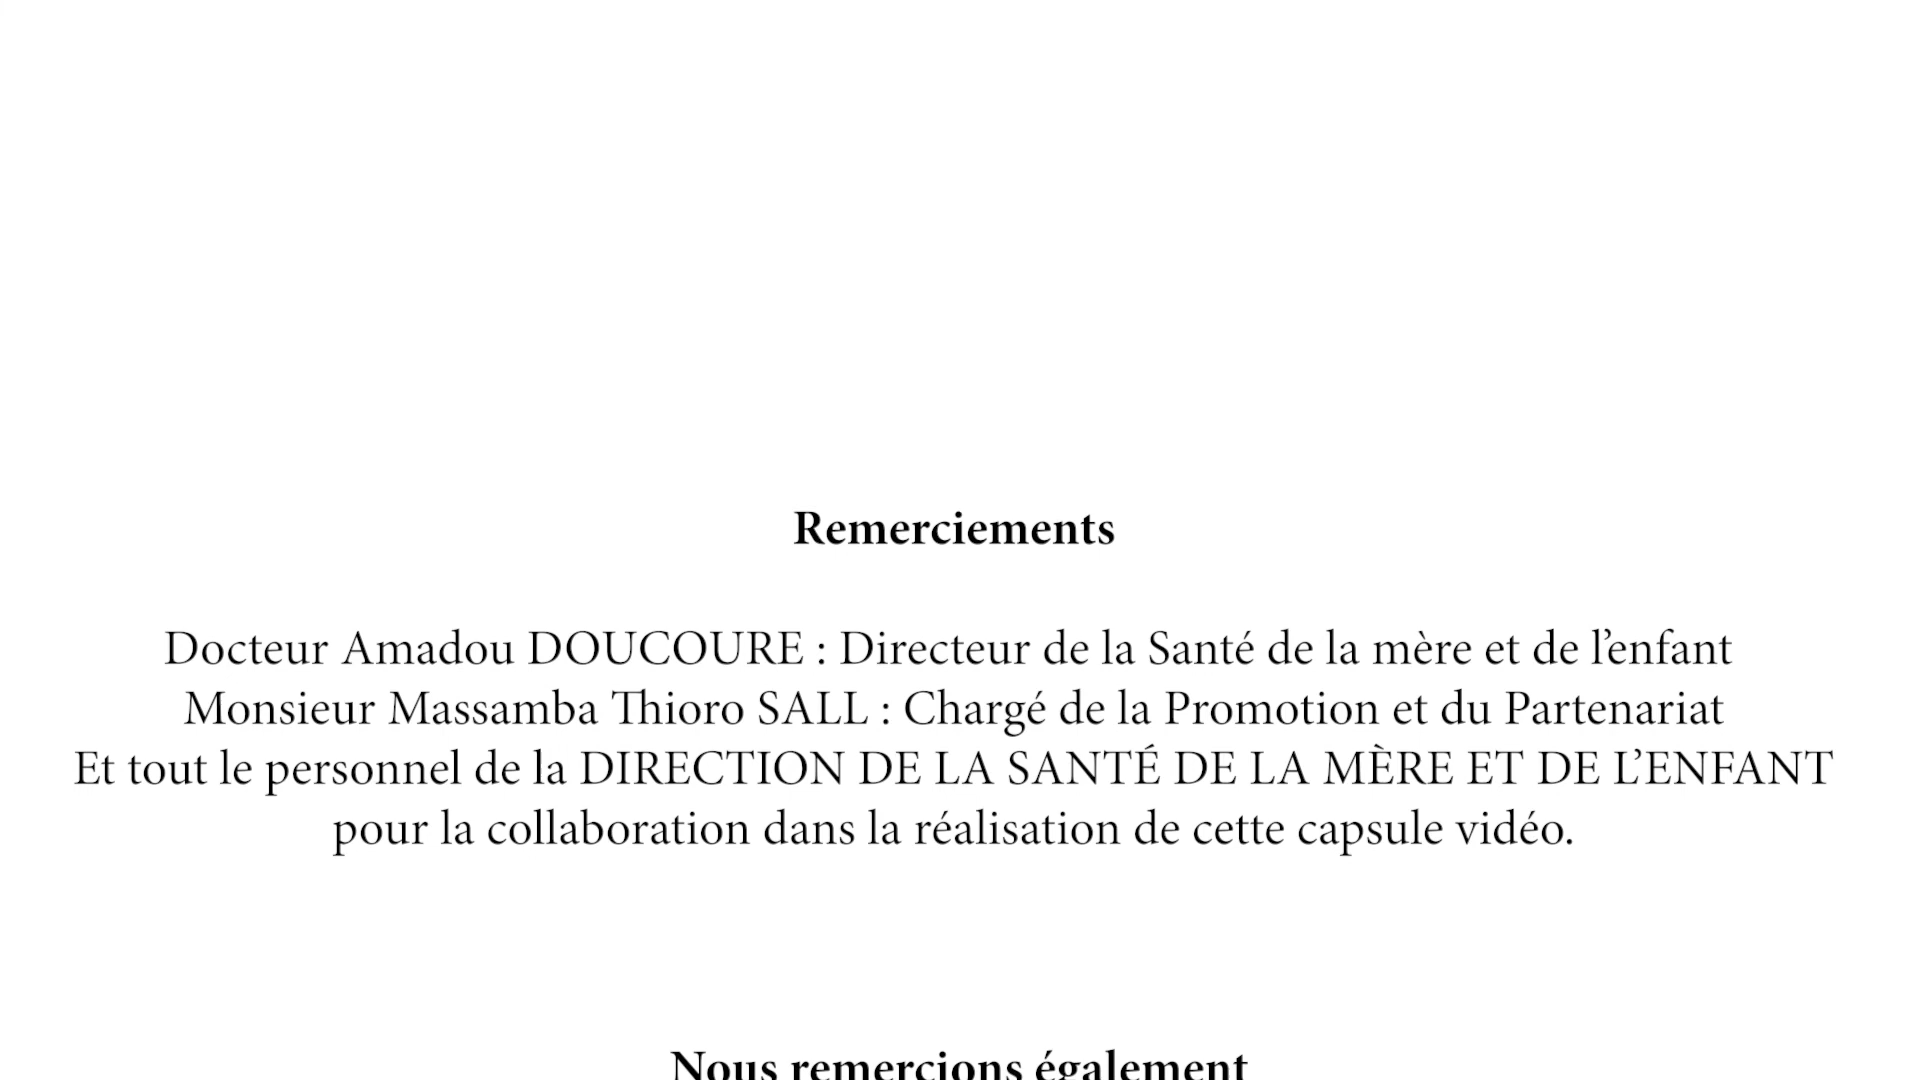 Remerciements
Docteur Amadou DOUCOURE : Directeur de la Santé de la mère et de l’enfant
Monsieur Massamba Thioro SALL : Chargé de la Promotion et du Partenariat
Et tout le personnel de la DIRECTION DE LA SANTÉ DE LA MÈRE ET DE L’ENFANT
pour la collaboration dans la réalisation de cette capsule vidéo.
Nous remercions également